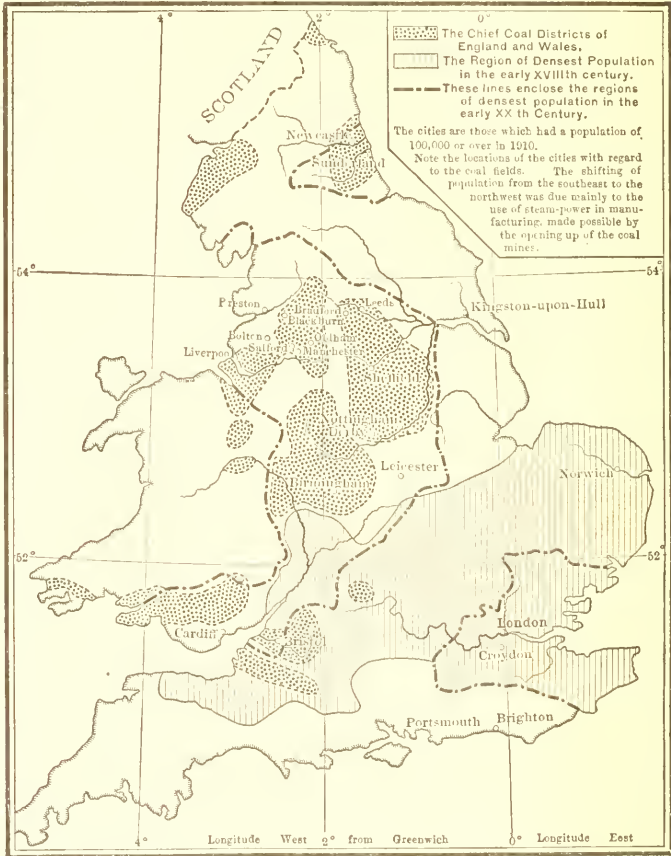 4°
2°
0°
The Chief Coal Districts of
England and Wales.
The Region of Densest Population
in the early XVIIIth century.
These lines enclose the regions
of densest population in the
early XX th Century.
The cities are those which had a population of
100,000 or over in 1910.
Note the locations of the cities with regard
to the coal fields. The shifting of
population from the southeast to the
northwest was due mainly to the
use of steam-power in manu-
facturing, made possible by
the opening up of the coal
mines.
SCOTLAND
Newcastle
Sunderland
54°
54°
Preston
Bradford
Leeds
Kingston-upon-Hull
Blackburn
Bolton
Oldham
Salford
Manchester
Liverpool
Sheffield
Nottingham
Leicester
Norwich
Birmingham
52°
52°
London
Cardiff
Bristol
Croydon
Portsmouth
Brighton
4° Longitude West 2° from Greenwich 0° Longitude East